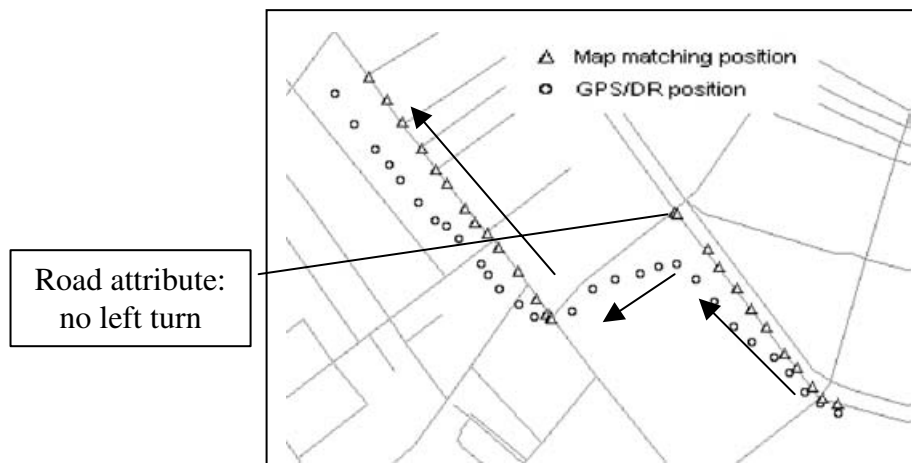 Map matching position
GPS/DR position
Road attribute:
no left turn